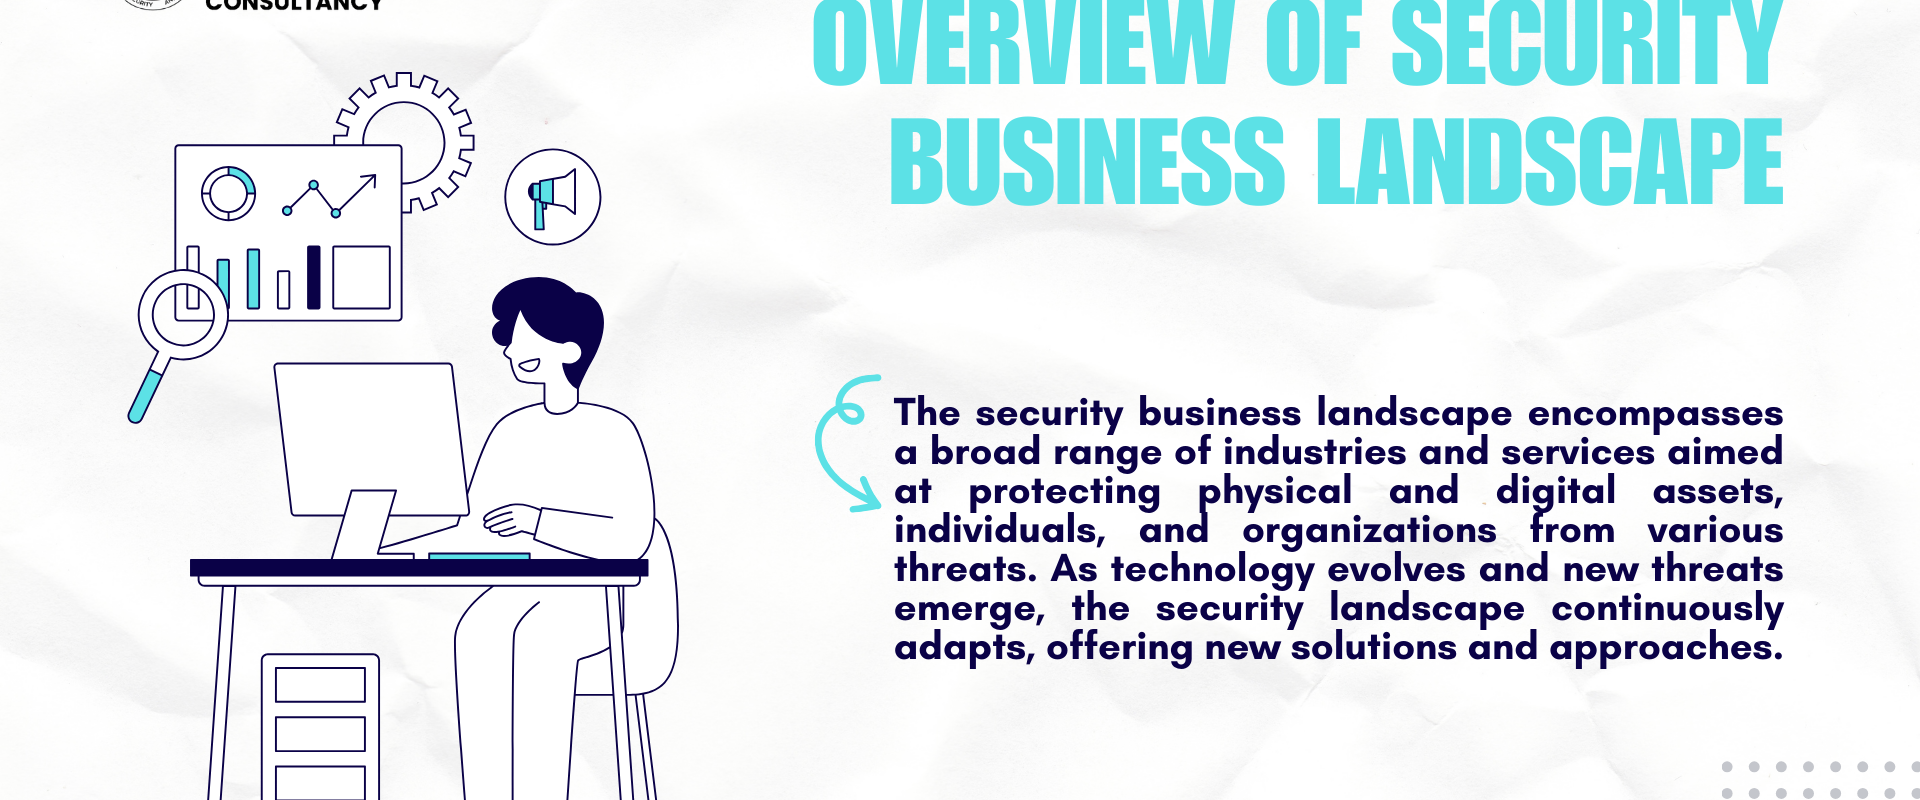 CONSULTANCY
SECURITY
OVERVIEW OF SECURITY
BUSINESS LANDSCAPE
The security business landscape encompasses
a broad range of industries and services aimed
at protecting physical and digital assets,
individuals, and organizations from various
threats. As technology evolves and new threats
emerge, the security landscape continuously
adapts, offering new solutions and approaches.